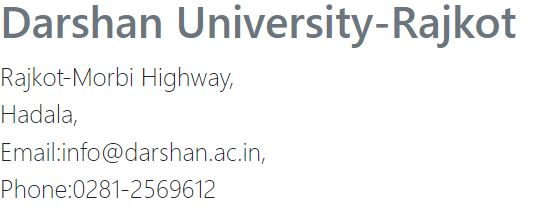 Darshan University-Rajkot
Rajkot-Morbi Highway,
Hadala,
Email:info@darshan.ac.in,
Phone:0281-2569612